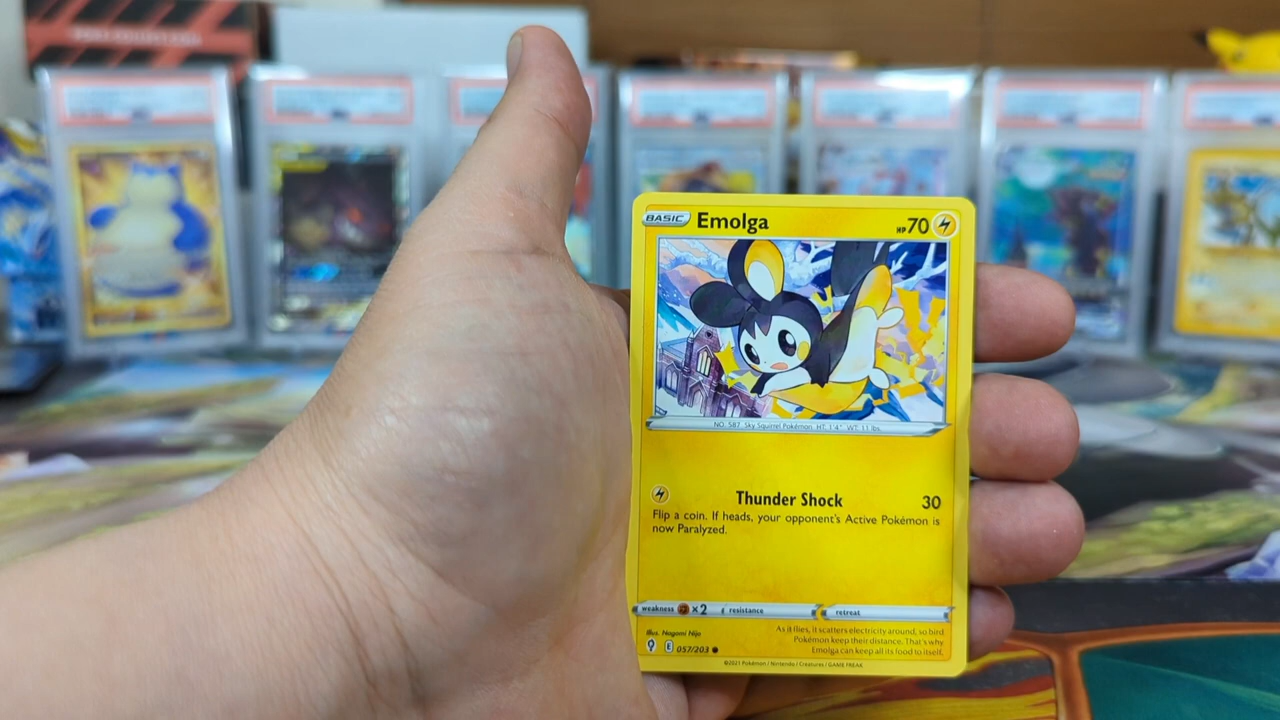 BASIC Emolga HP 70
NO. 587 Sky Squirrel Pokémon HT: 1'4" WT: 11 lbs.
Thunder Shock 30
Flip a coin. If heads, your opponent's Active Pokémon is
now Paralyzed.
weakness ×2 resistance retreat
Illus. Nagomi Nijo
As it flies, it scatters electricity around, so bird
Pokémon keep their distance. That's why
Emolga can keep all its food to itself.
E 057/203
©2021 Pokémon / Nintendo / Creatures / GAME FREAK